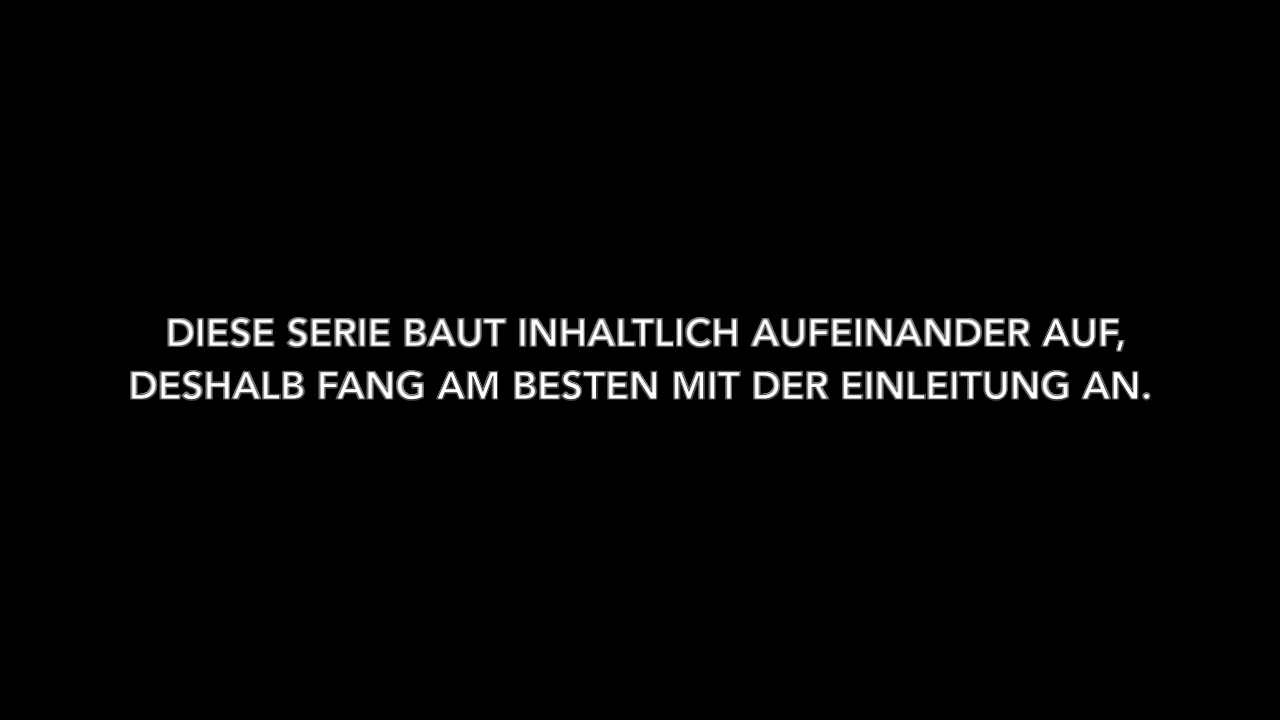 DIESE SERIE BAUT INHALTLICH AUFEINANDER AUF,
DESHALB FANG AM BESTEN MIT DER EINLEITUNG AN.